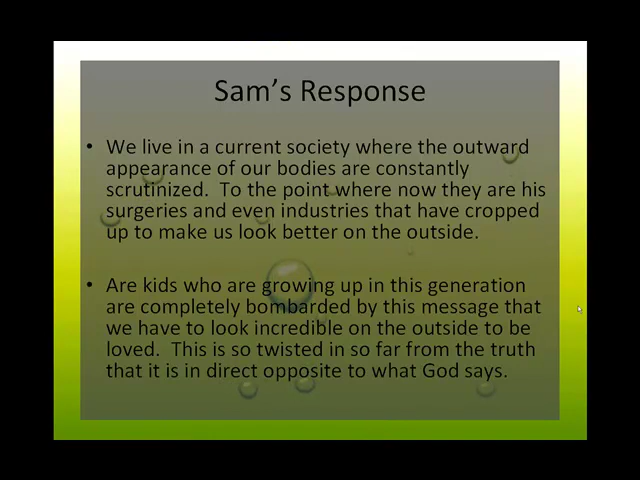 Sam's Response
• We live in a current society where the outward
appearance of our bodies are constantly
scrutinized.  To the point where now they are his
surgeries and even industries that have cropped
up to make us look better on the outside.
• Are kids who are growing up in this generation
are completely bombarded by this message that
we have to look incredible on the outside to be
loved.  This is so twisted in so far from the truth
that it is in direct opposite to what God says.